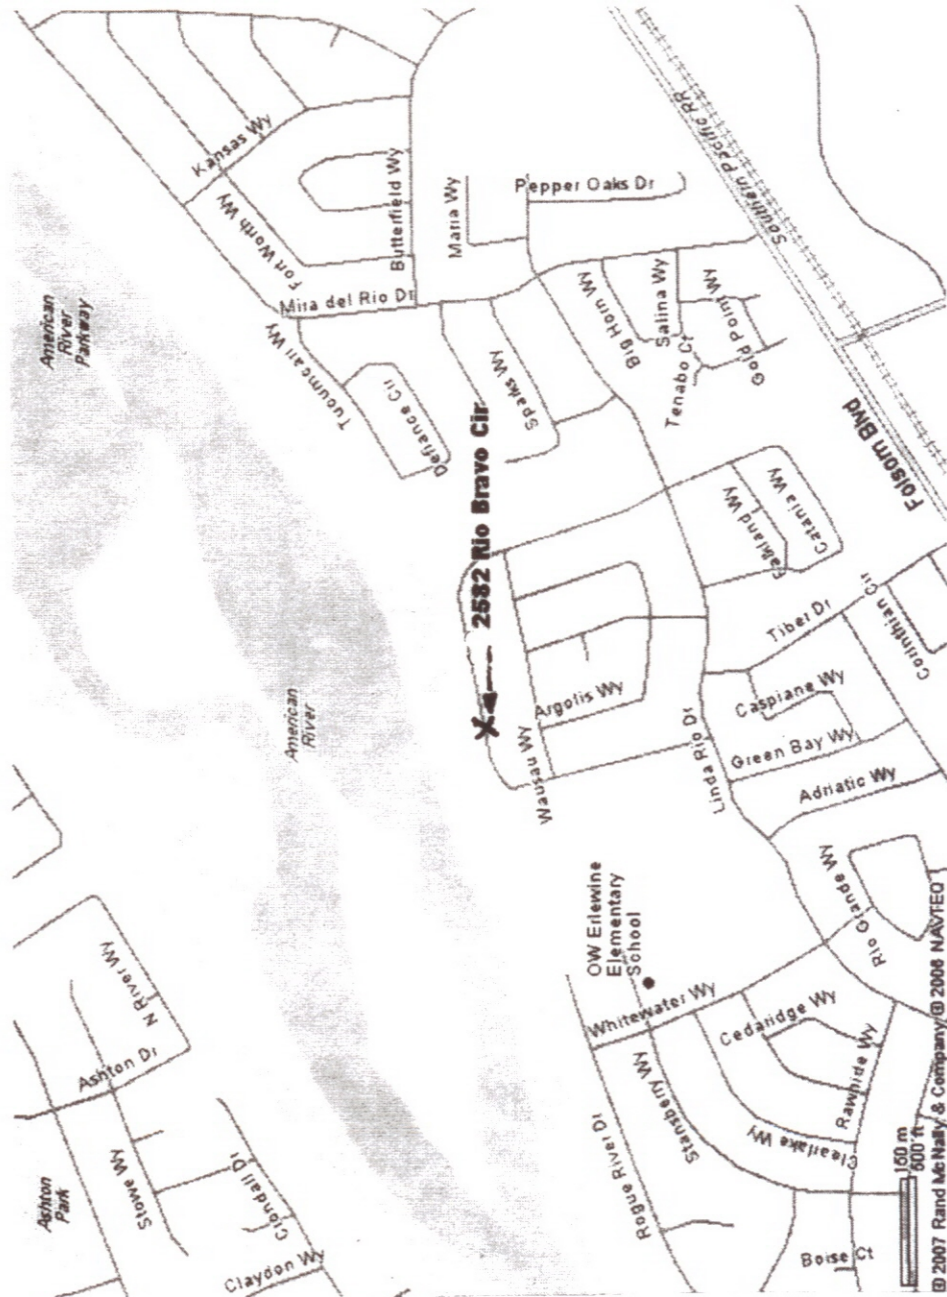 Ashton
Park
Ashton Dr
N River Wy
Stowe Wy
Claydon Wy
American
River
American
River
Parkway
Kansas Wy
Fort Worth Wy
Mira del Rio Dr
Butterfield Wy
Maria Wy
Pepper Oaks Dr
Tucumcari Wy
Defiance Cir
Sparks Wy
Big Horn Wy
Salina Wy
Tenabo Ct
Gold Point Wy
Southern Pacific RR
Folsom Blvd
X 2582 Rio Bravo Cir
Wausau Wy
Argolis Wy
Linda Rio Dr
Falkland Wy
Catania Wy
Tiber Dr
Corinthian Cir
Caspiane Wy
Green Bay Wy
Adriatic Wy
OW Erlewine
Elementary
School
Rogue River Dr
Whitewater Wy
Stansberry Wy
Cedaridge Wy
Rio Grande Wy
Rawhide Wy
Clearlake Wy
Boise Ct
150 m
500 ft
© 2007 Rand McNally & Company © 2006 NAVTEQ